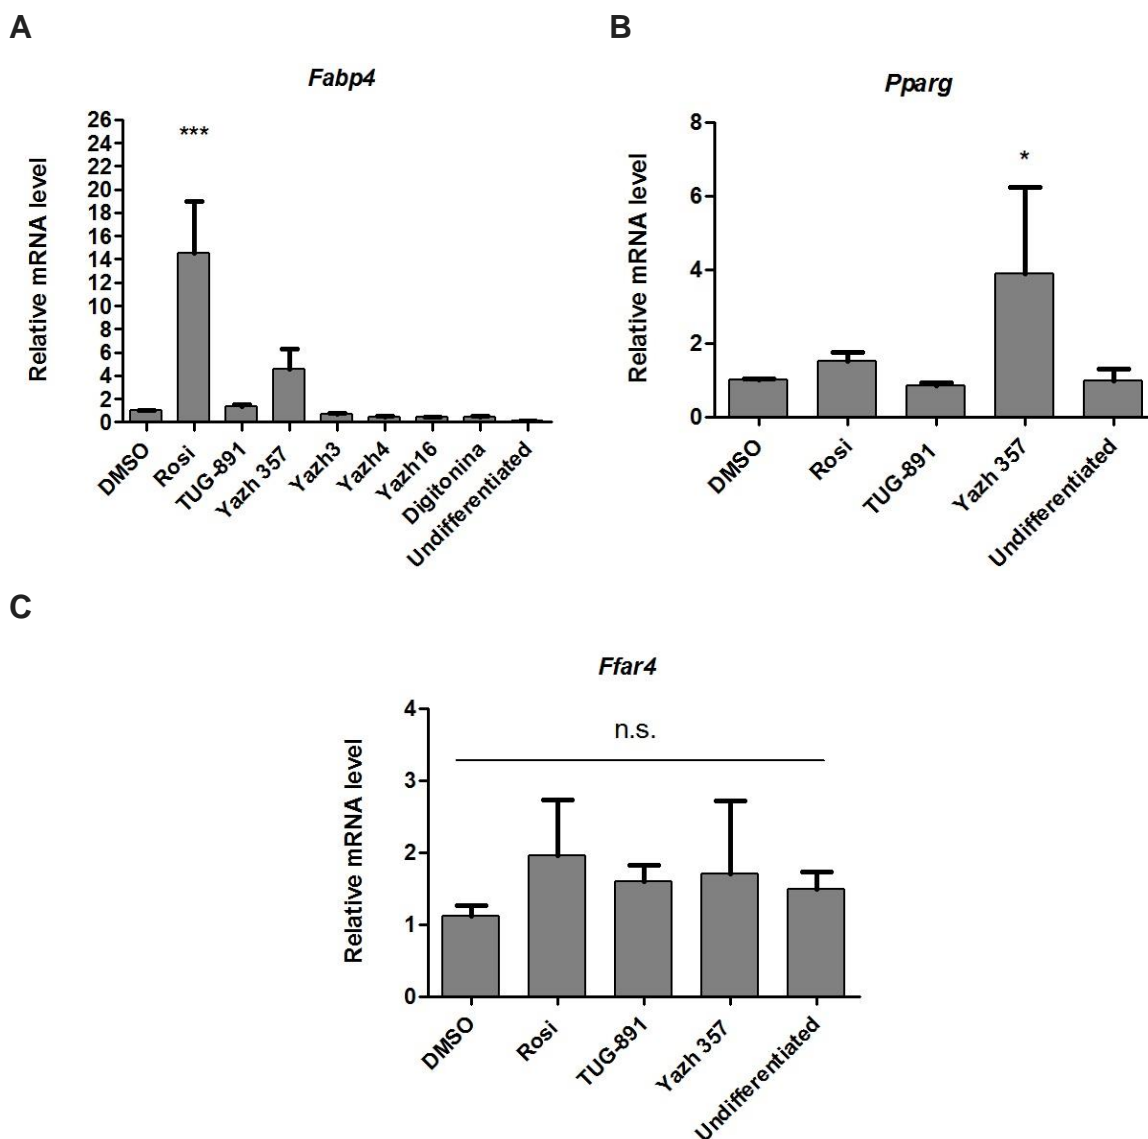 A
Fabp4
Relative mRNA level
26
24
22
20
18
16
14
12
10
8
6
4
2
0
***
DMSO
Rosi
TUG-891
Yazh 357
Yazh3
Yazh4
Yazh16
Digitonina
Undifferentiated
B
Pparg
Relative mRNA level
8
6
4
2
0
*
DMSO
Rosi
TUG-891
Yazh 357
Undifferentiated
C
Ffar4
Relative mRNA level
4
3
2
1
0
n.s.
DMSO
Rosi
TUG-891
Yazh 357
Undifferentiated